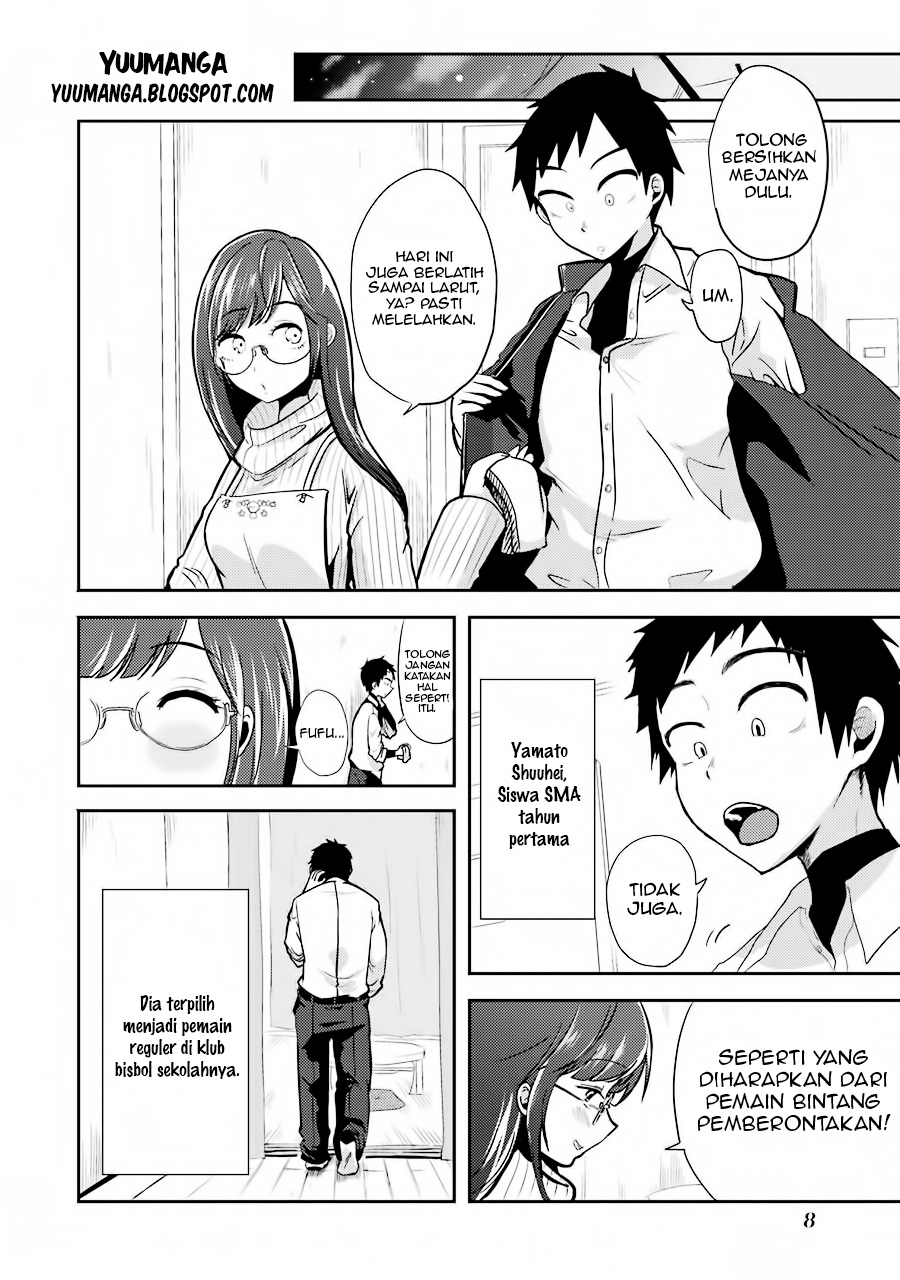 YUUMANGA
YUUMANGA.BLOGSPOT.COM
TOLONG
BERSIHKAN
MEJANYA
DULU.
UM.
HARI INI
JUGA BERLATIH
SAMPAI LARUT,
YA? PASTI
MELELAHKAN.
Yamato
Shuuhei,
Siswa SMA
tahun
pertama
TIDAK
JUGA.
SEPERTI YANG
DIHARAPKAN DARI
PEMAIN BINTANG
PEMBERONTAKAN!
TOLONG
JANGAN
KATAKAN
HAL
SEPERTI
ITU.
FUFU...
Dia terpilih
menjadi pemain
reguler di klub
bisbol sekolahnya.
8